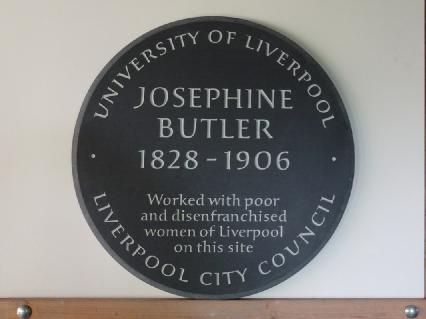 UNIVERSITY OF LIVERPOOL
JOSEPHINE
BUTLER
1828 - 1906
Worked with poor
and disenfranchised
women of Liverpool
on this site
LIVERPOOL CITY COUNCIL